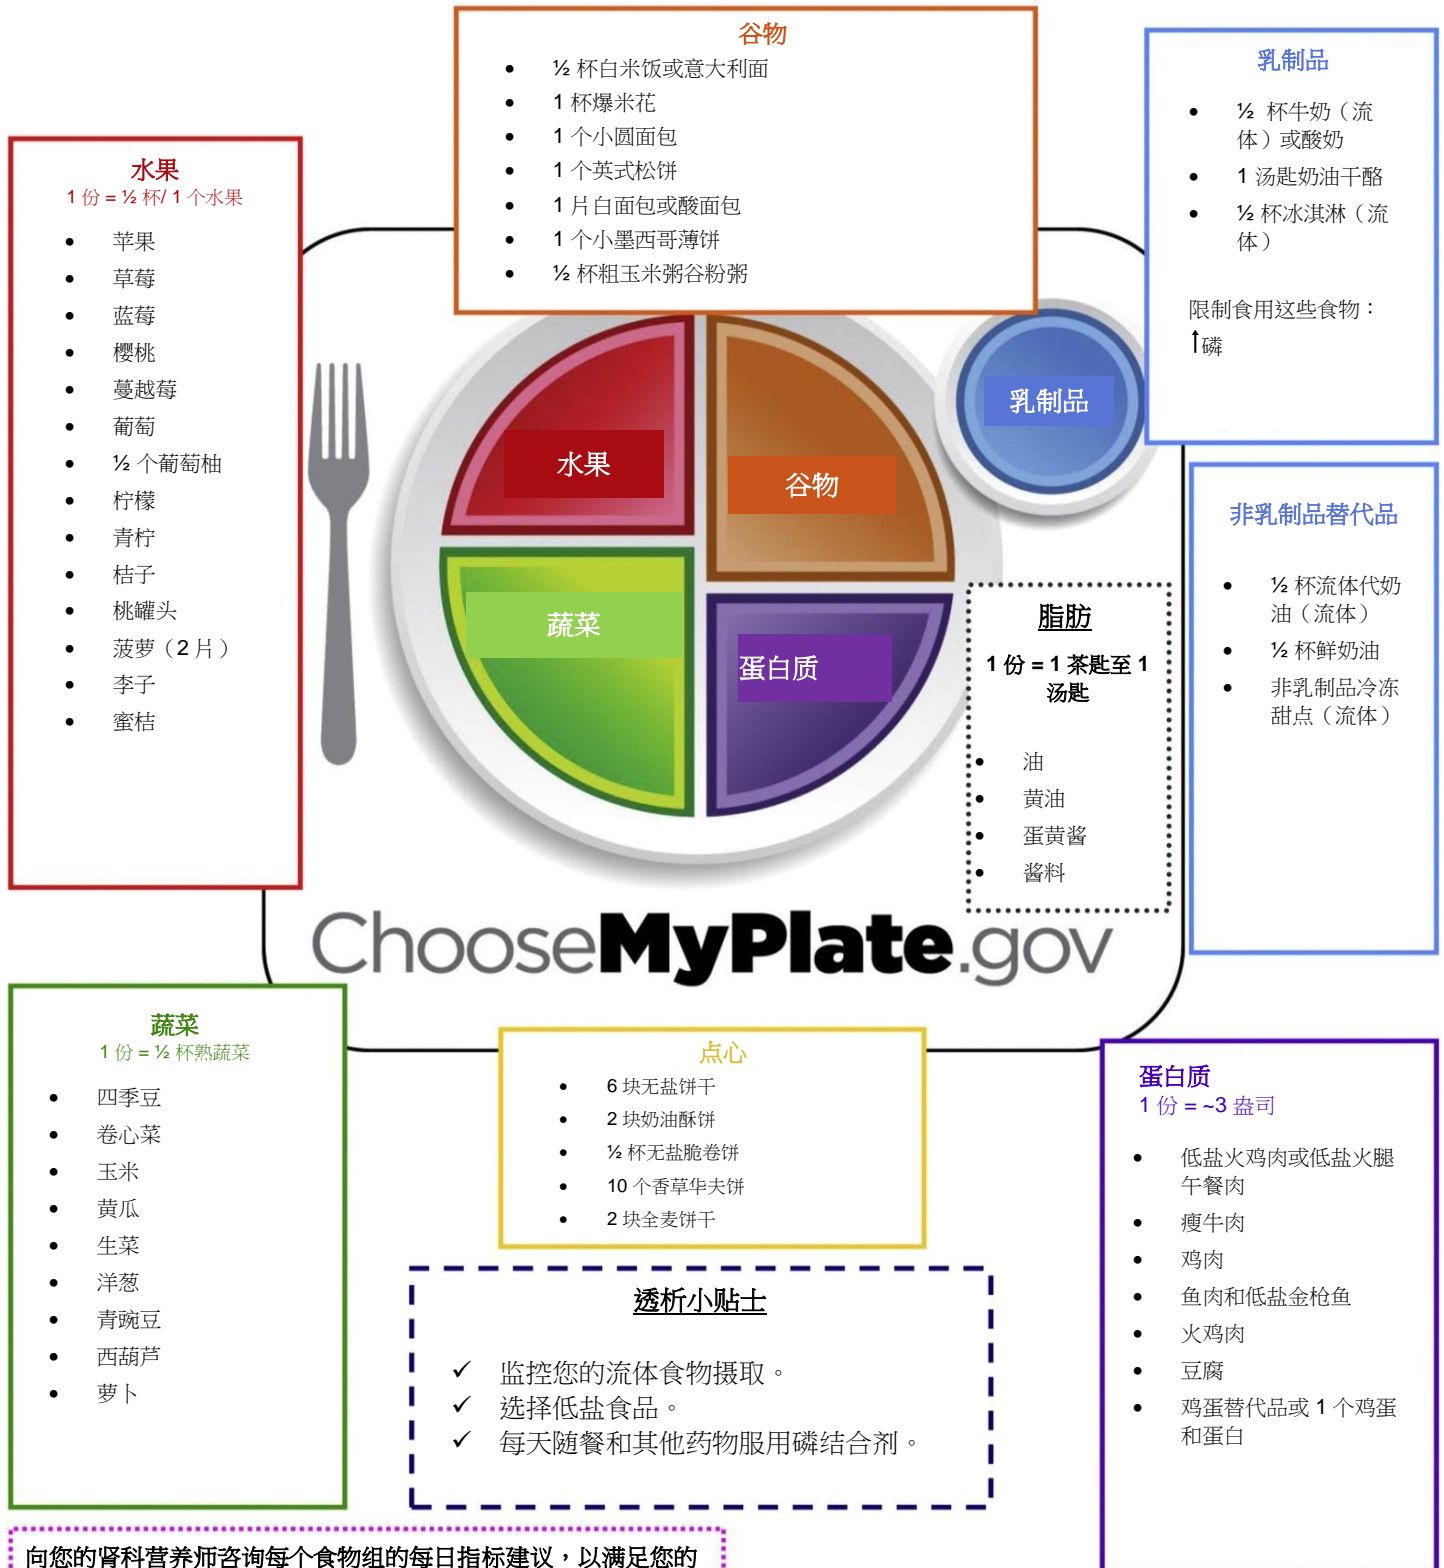 谷物
• ½ 杯白米饭或意大利面
• 1 杯爆米花
• 1 个小圆面包
• 1 个英式松饼
• 1 片白面包或酸面包
• 1 个小墨西哥薄饼
• ½ 杯粗玉米粥谷粉粥
乳制品
• ½ 杯牛奶（流
体）或酸奶
• 1 汤匙奶油干酪
• ½ 杯冰淇淋（流
体）
限制食用这些食物：
↑磷
水果
1 份 = ½ 杯/ 1 个水果
• 苹果
• 草莓
• 蓝莓
• 樱桃
• 蔓越莓
• 葡萄
• ½ 个葡萄柚
• 柠檬
• 青柠
• 桔子
• 桃罐头
• 菠萝（2 片）
• 李子
• 蜜桔
水果
谷物
乳制品
蔬菜
蛋白质
非乳制品替代品
• ½ 杯流体代奶
油（流体）
• ½ 杯鲜奶油
• 非乳制品冷冻
甜点（流体）
脂肪
1 份 = 1 茶匙至 1
汤匙
• 油
• 黄油
• 蛋黄酱
• 酱料
ChooseMyPlate.gov
蔬菜
1 份 = ½ 杯熟蔬菜
• 四季豆
• 卷心菜
• 玉米
• 黄瓜
• 生菜
• 洋葱
• 青豌豆
• 西葫芦
• 萝卜
点心
• 6 块无盐饼干
• 2 块奶油酥饼
• ½ 杯无盐脆卷饼
• 10 个香草华夫饼
• 2 块全麦饼干
透析小贴士
✓ 监控您的流体食物摄取。
✓ 选择低盐食品。
✓ 每天随餐和其他药物服用磷结合剂。
蛋白质
1 份 = ~3 盎司
• 低盐火鸡肉或低盐火腿
午餐肉
• 瘦牛肉
• 鸡肉
• 鱼肉和低盐金枪鱼
• 火鸡肉
• 豆腐
• 鸡蛋替代品或 1 个鸡蛋
和蛋白
向您的肾科营养师咨询每个食物组的每日指标建议，以满足您的